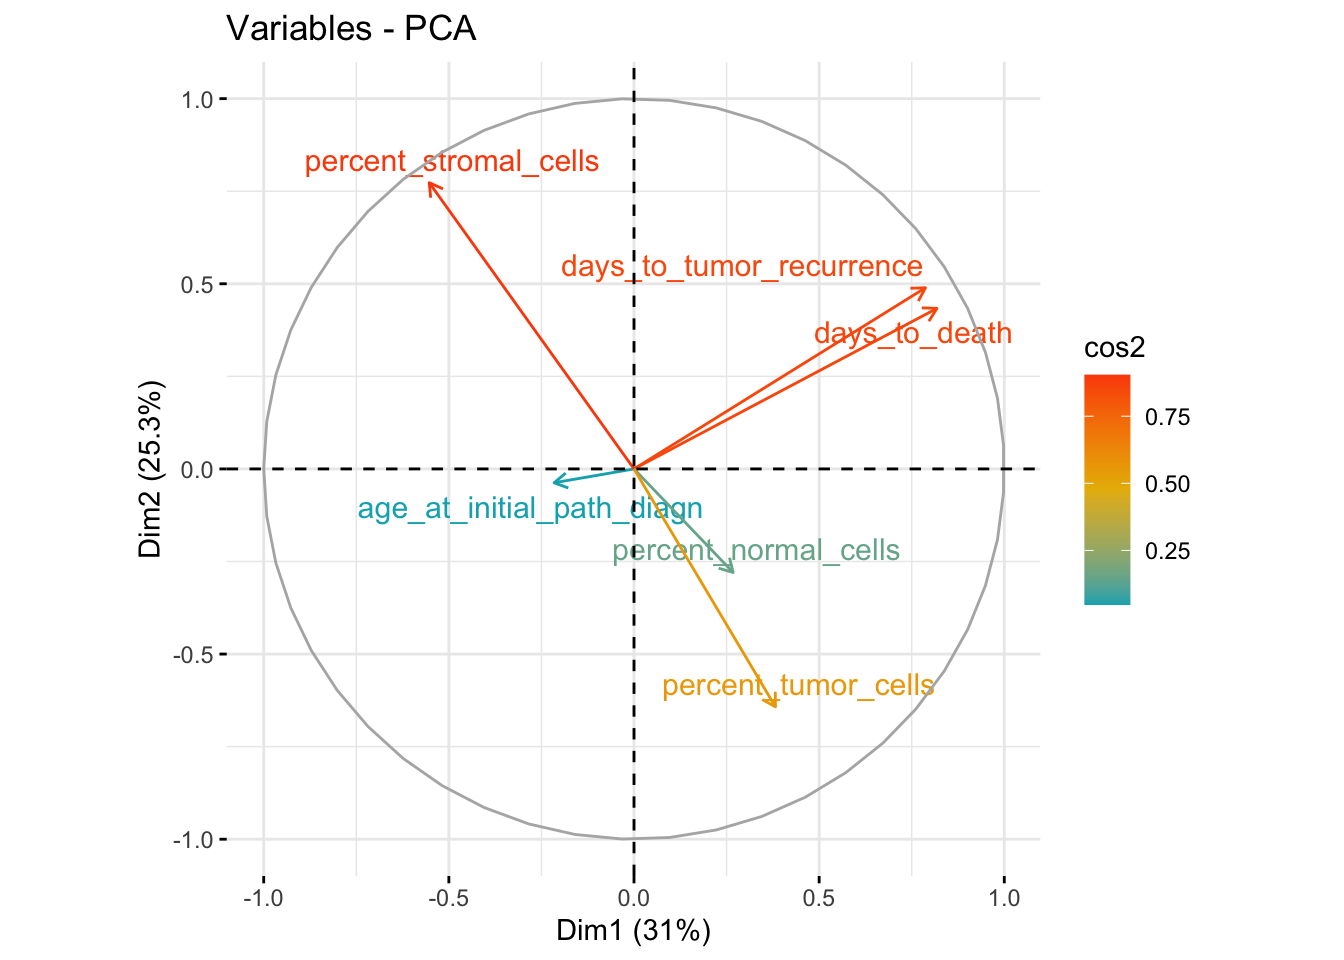 Variables - PCA
1.0
0.5
0.0
-0.5
-1.0
Dim2 (25.3%)
percent_stromal_cells
days_to_tumor_recurrence
days_to_death
age_at_initial_path_diagn
percent_normal_cells
percent_tumor_cells
-1.0
-0.5
0.0
0.5
1.0
Dim1 (31%)
cos2
0.75
0.50
0.25